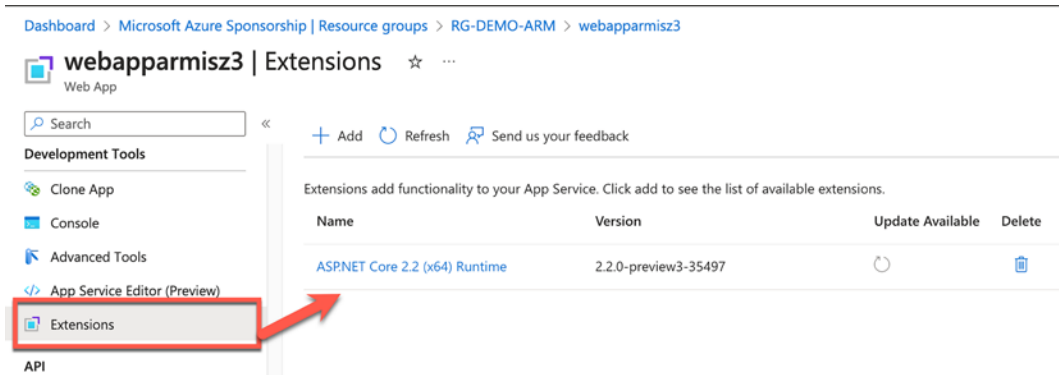 Dashboard > Microsoft Azure Sponsorship | Resource groups > RG-DEMO-ARM > webapparmisz3
webapparmisz3 | Extensions
Web App
Search
«
+ Add Refresh Send us your feedback
Development Tools
Clone App
Console
Advanced Tools
App Service Editor (Preview)
Extensions
API
Extensions add functionality to your App Service. Click add to see the list of available extensions.
Name Version Update Available Delete
ASP.NET Core 2.2 (x64) Runtime 2.2.0-preview3-35497